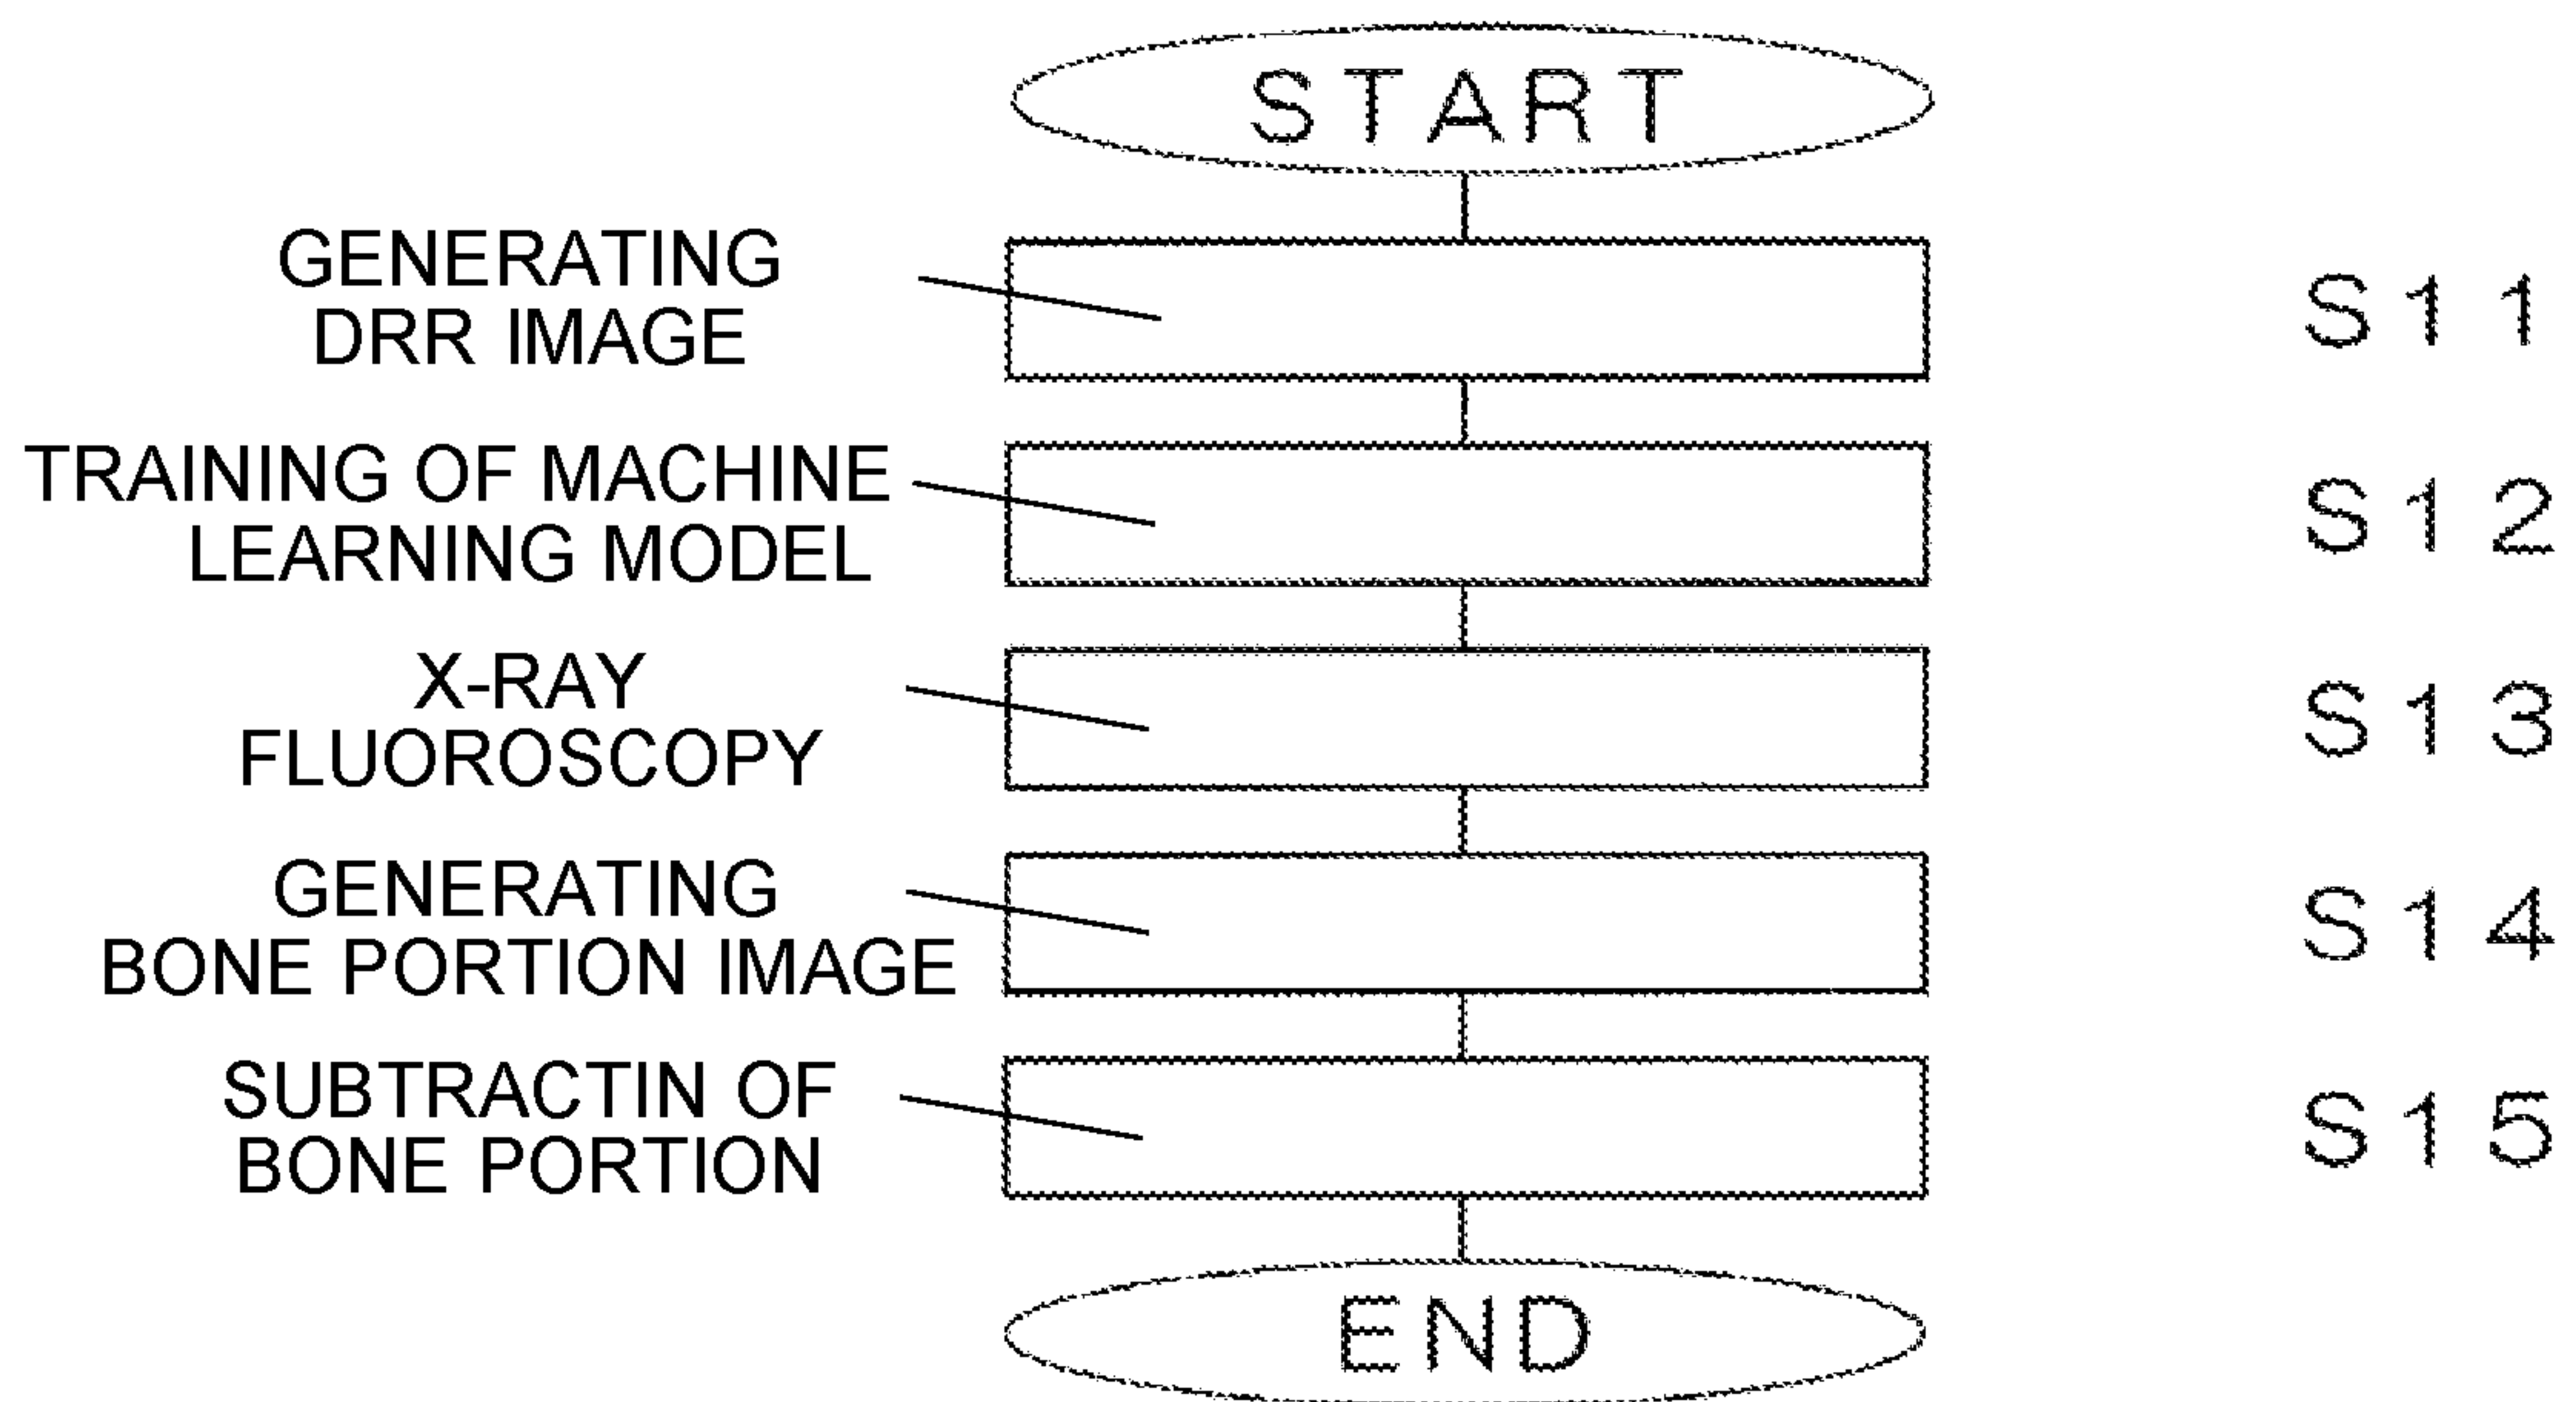 START
GENERATING
DRR IMAGE
S11
TRAINING OF MACHINE
LEARNING MODEL
S12
X-RAY
FLUOROSCOPY
S13
GENERATING
BONE PORTION IMAGE
S14
SUBTRACTIN OF
BONE PORTION
S15
END